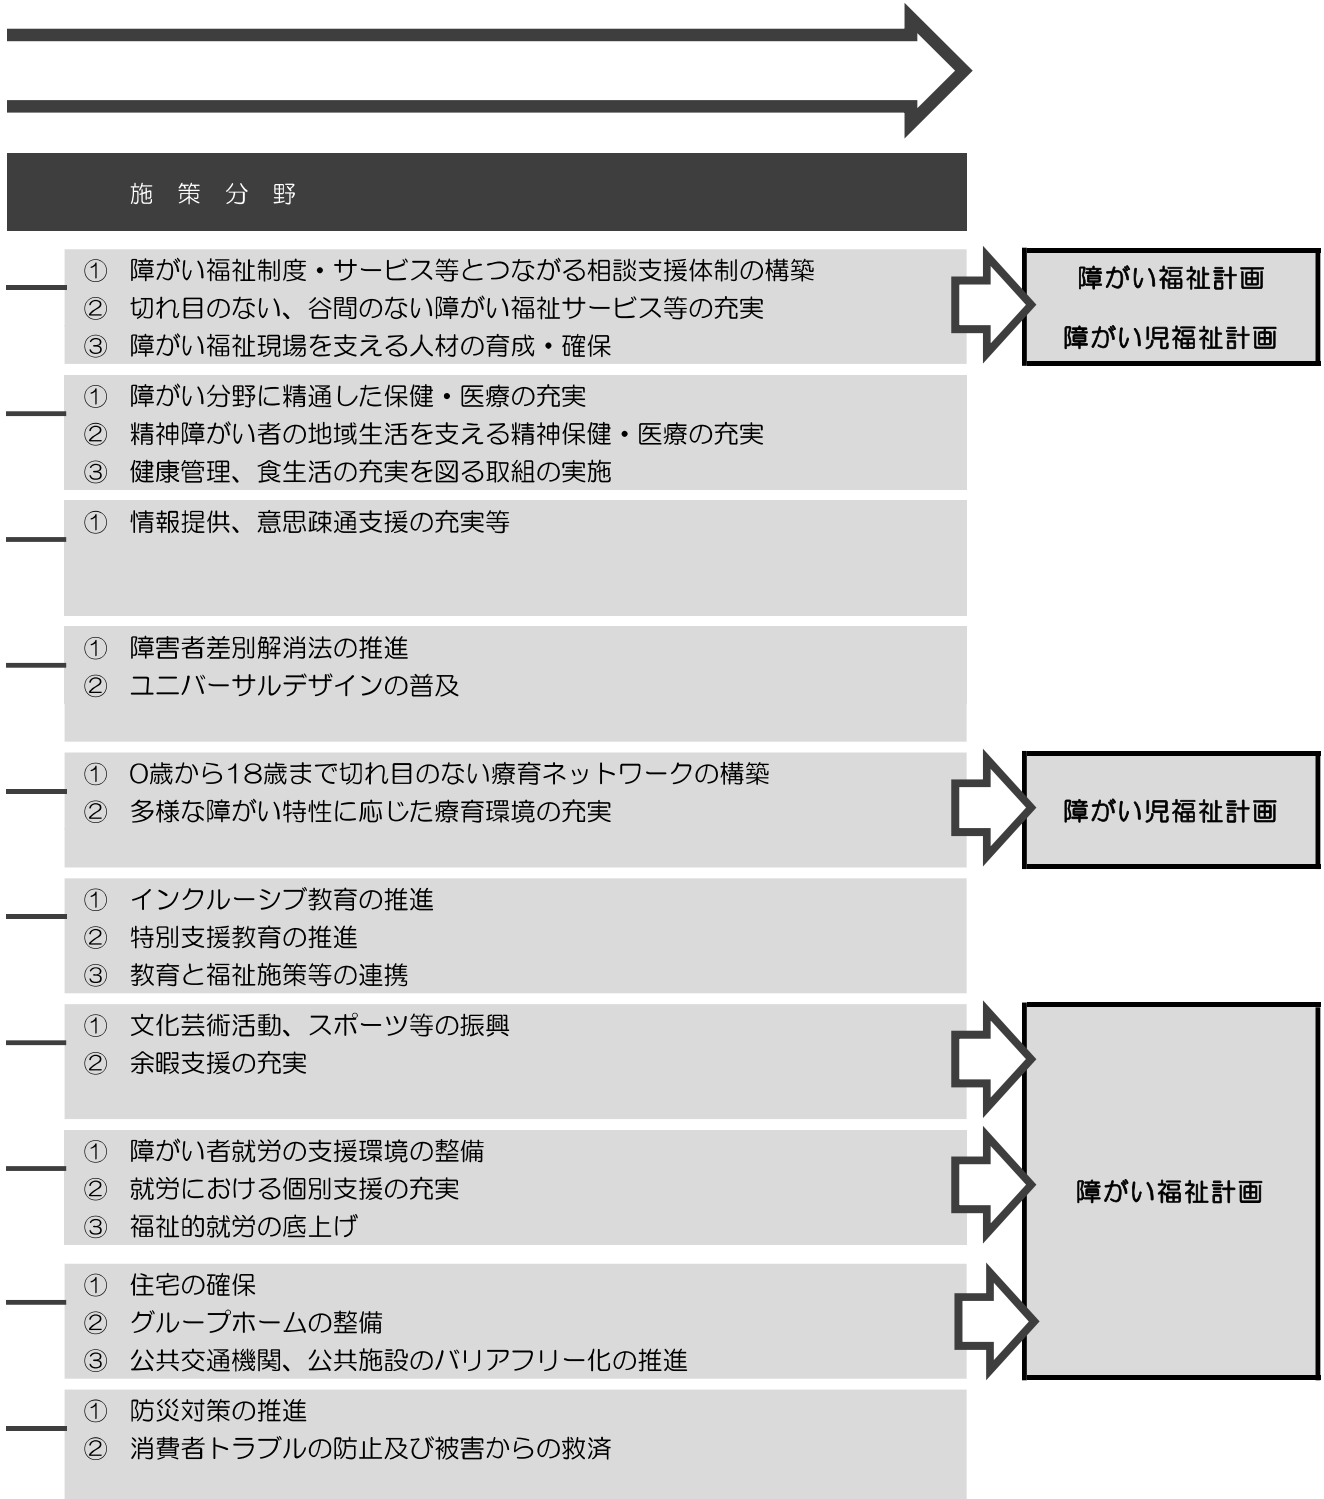 施策分野
① 障がい福祉制度・サービス等とつながる相談支援体制の構築
② 切れ目のない、谷間のない障がい福祉サービス等の充実
③ 障がい福祉現場を支える人材の育成・確保
障がい福祉計画
障がい児福祉計画
① 障がい分野に精通した保健・医療の充実
② 精神障がい者の地域生活を支える精神保健・医療の充実
③ 健康管理、食生活の充実を図る取組の実施
① 情報提供、意思疎通支援の充実等
① 障害者差別解消法の推進
② ユニバーサルデザインの普及
① 0歳から18歳まで切れ目のない療育ネットワークの構築
② 多様な障がい特性に応じた療育環境の充実
障がい児福祉計画
① インクルーシブ教育の推進
② 特別支援教育の推進
③ 教育と福祉施策等の連携
① 文化芸術活動、スポーツ等の振興
② 余暇支援の充実
① 障がい者就労の支援環境の整備
② 就労における個別支援の充実
③ 福祉的就労の底上げ
障がい福祉計画
① 住宅の確保
② グループホームの整備
③ 公共交通機関、公共施設のバリアフリー化の推進
① 防災対策の推進
② 消費者トラブルの防止及び被害からの救済